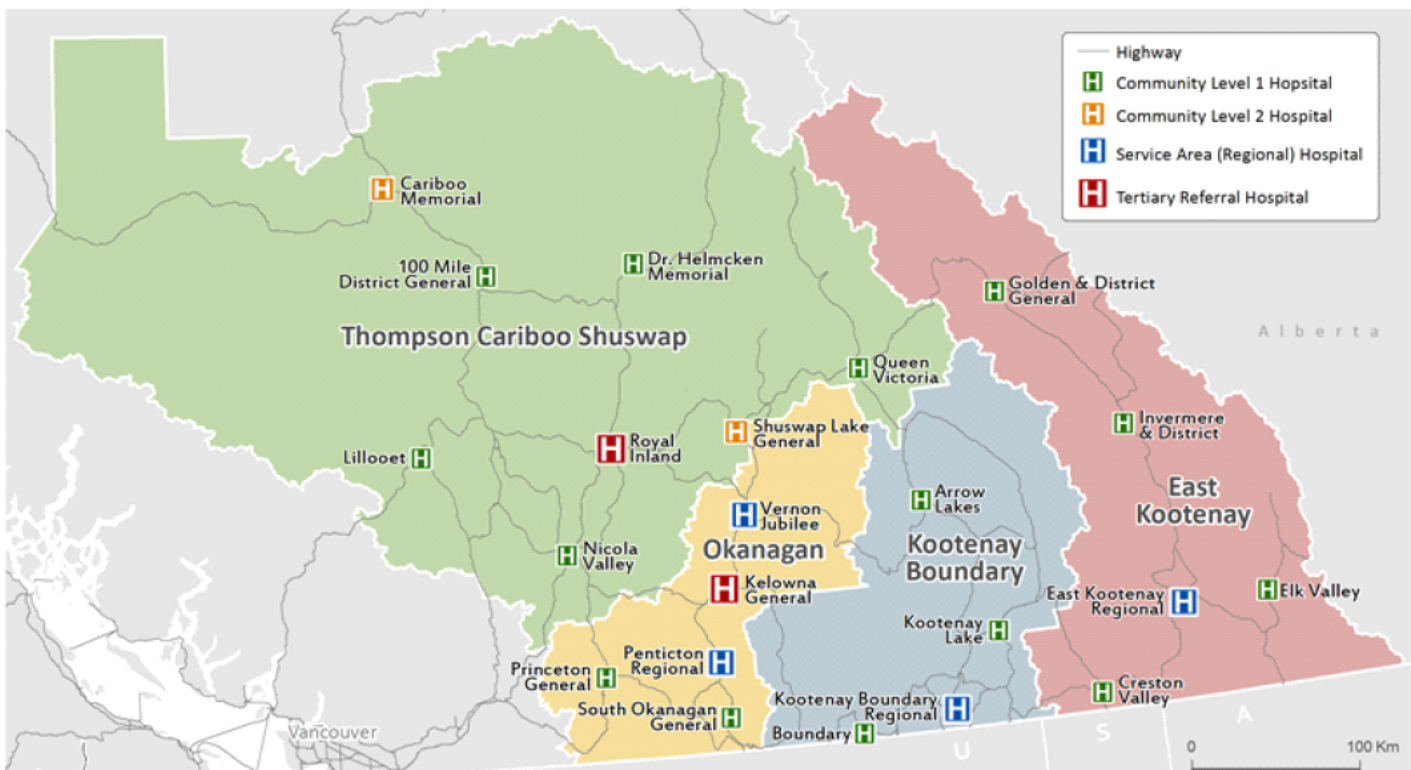 Highway
H Community Level 1 Hopsital
H Community Level 2 Hospital
H Service Area (Regional) Hospital
H Tertiary Referral Hospital
H Cariboo
Memorial
100 Mile
District General H
H Dr. Helmcken
Memorial
H Golden & District
General
Thompson Cariboo Shuswap
Alberta
H Queen
Victoria
H Invermere
& District
H Shuswap Lake
General
Lillooet H
H Royal
Inland
East
Kootenay
H Arrow
Lakes
H Vernon
Jubilee
Okanagan
Kootenay
Boundary
H Nicola
Valley
H Kelowna
General
East Kootenay
Regional H
H Elk Valley
Kootenay
Lake H
Princeton
General H
Penticton
Regional H
H Creston
Valley
South Okanagan
General H
Kootenay Boundary
Regional H
Boundary H
Vancouver
U S A
0 100 Km